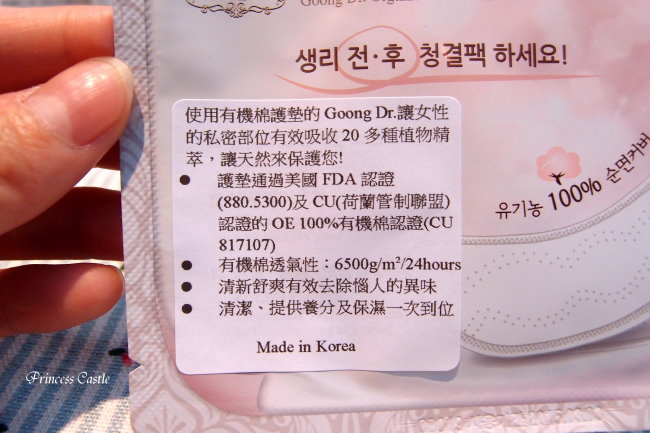 Goong Dr. Organic
생리 전·후 청결팩 하세요!
使用有機棉護墊的 Goong Dr.讓女性
的私密部位有效吸收 20 多種植物精
萃，讓天然來保護您!
● 護墊通過美國 FDA 認證
(880.5300)及 CU(荷蘭管制聯盟)
認證的 OE 100%有機棉認證(CU
817107)
● 有機棉透氣性：6500g/m²/24hours
● 清新舒爽有效去除惱人的異味
● 清潔、提供養分及保濕一次到位
Made in Korea
유기농 100% 순면커버
Princess Castle